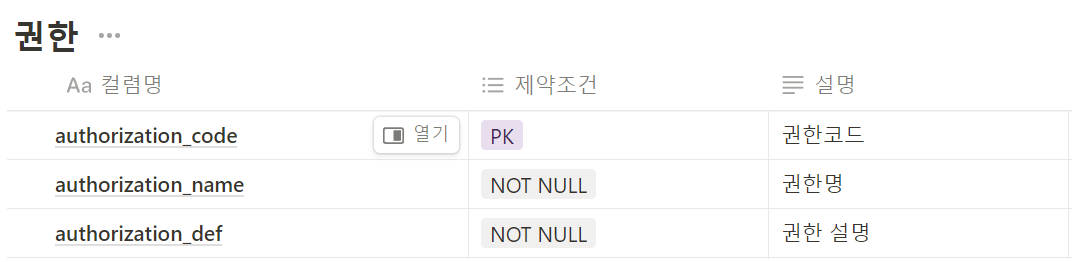 권한 ...
Aa 컬렴명 제약조건 설명
authorization_code 열기 PK 권한코드
authorization_name NOT NULL 권한명
authorization_def NOT NULL 권한 설명